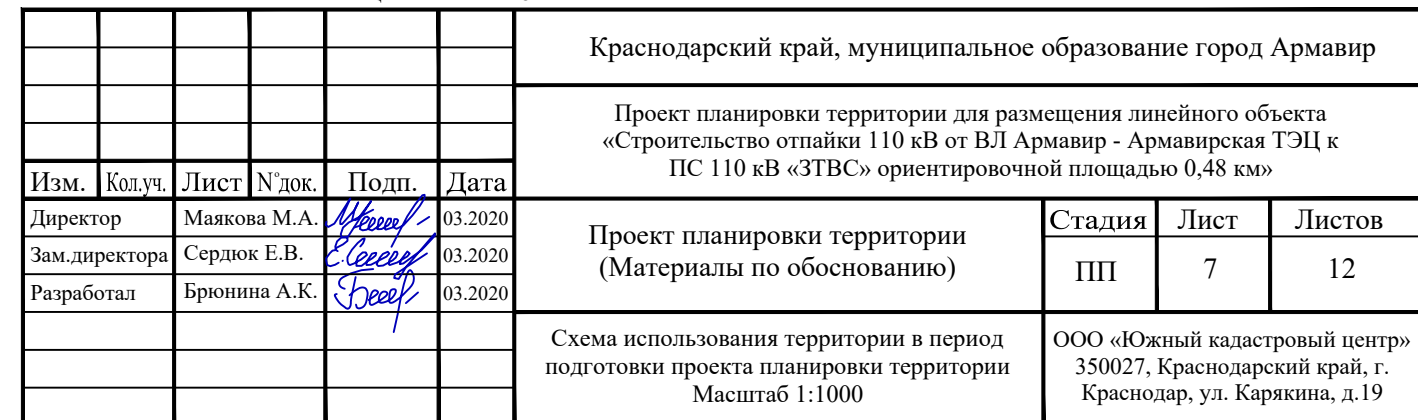 Краснодарский край, муниципальное образование город Армавир
Проект планировки территории для размещения линейного объекта
«Строительство отпайки 110 кВ от ВЛ Армавир - Армавирская ТЭЦ к
ПС 110 кВ «ЗТВС» ориентировочной площадью 0,48 км»
Изм. Кол.уч. Лист N°док. Подп. Дата
Директор Маякова М.А. 03.2020
Зам.директора Сердюк Е.В. 03.2020
Разработал Брюнина А.К. 03.2020
Проект планировки территории
(Материалы по обоснованию)
Стадия Лист Листов
ПП 7 12
Схема использования территории в период
подготовки проекта планировки территории
Масштаб 1:1000
ООО «Южный кадастровый центр»
350027, Краснодарский край, г.
Краснодар, ул. Карякина, д.19